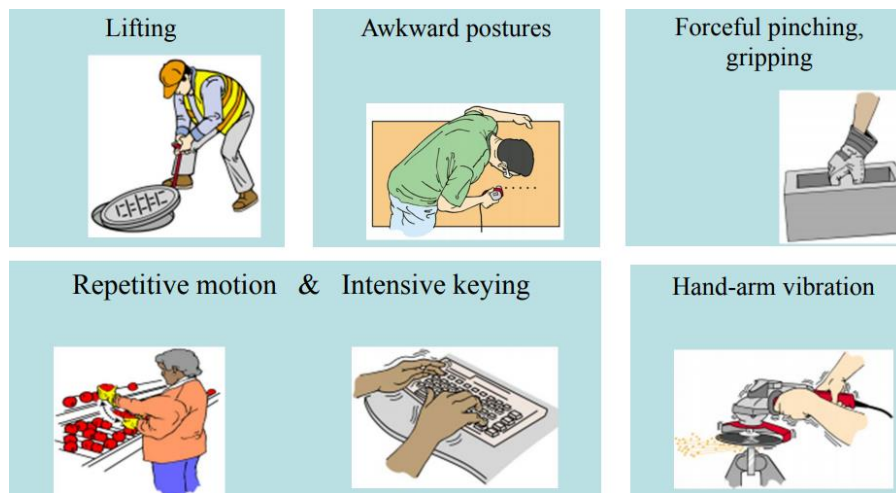 Lifting
Awkward postures
Forceful pinching,
gripping
Repetitive motion & Intensive keying
Hand-arm vibration